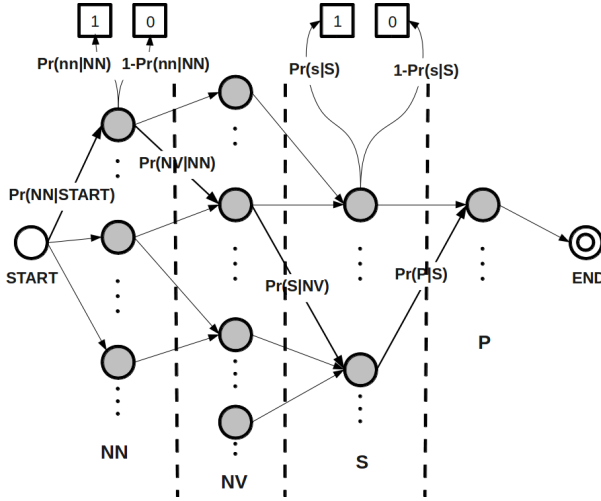 1 0 1 0
Pr(nn|NN) 1-Pr(nn|NN) Pr(s|S) 1-Pr(s|S)
Pr(NV|NN)
Pr(NN|START)
START
Pr(S|NV) Pr(P|S) END
P
NN NV S